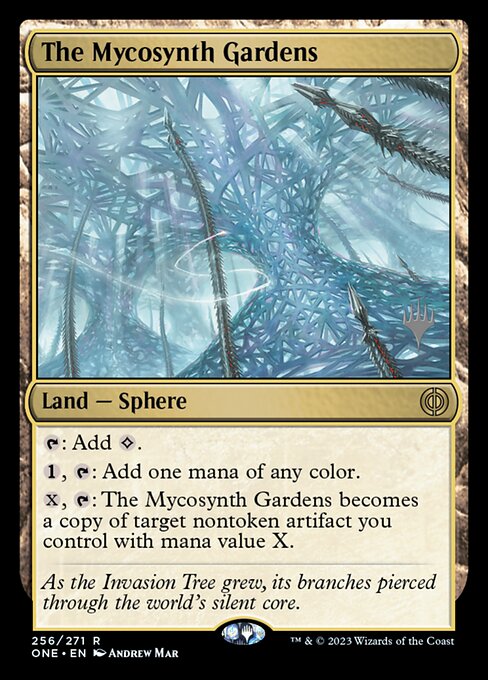 The Mycosynth Gardens
Land — Sphere
: Add .
1, : Add one mana of any color.
X, : The Mycosynth Gardens becomes
a copy of target nontoken artifact you
control with mana value X.
As the Invasion Tree grew, its branches pierced
through the world's silent core.
256/271 R
ONE • EN Andrew Mar
™ & © 2023 Wizards of the Coast